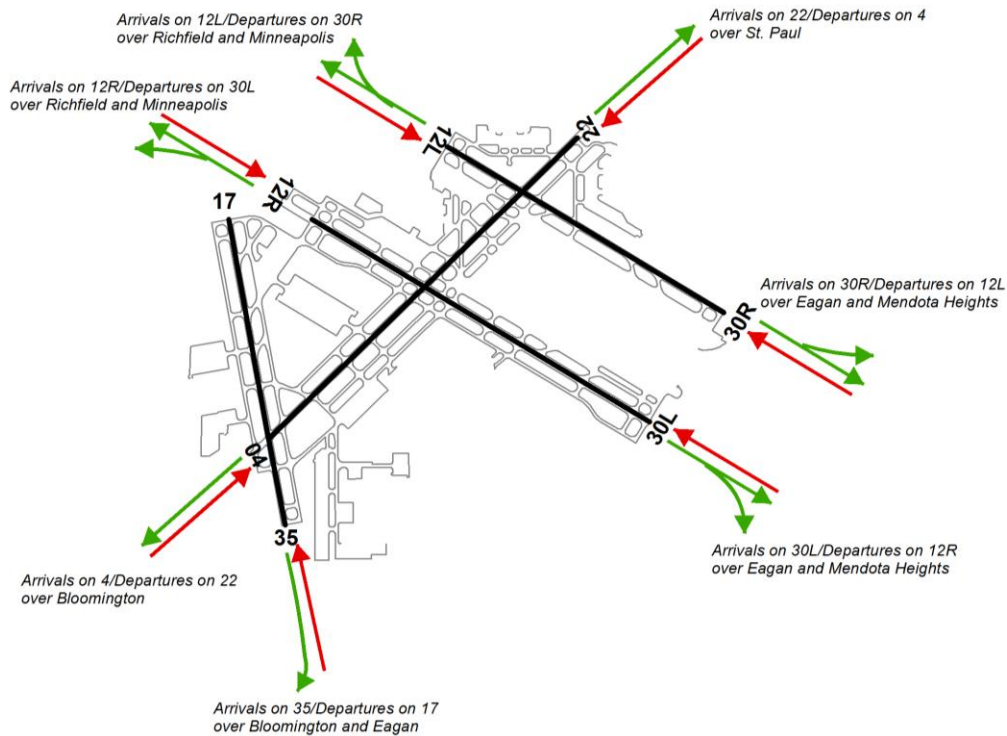 Arrivals on 12L/Departures on 30R
over Richfield and Minneapolis
Arrivals on 22/Departures on 4
over St. Paul
Arrivals on 12R/Departures on 30L
over Richfield and Minneapolis
12L
22
12R
17
Arrivals on 30R/Departures on 12L
over Eagan and Mendota Heights
30R
30L
04
35
Arrivals on 30L/Departures on 12R
over Eagan and Mendota Heights
Arrivals on 4/Departures on 22
over Bloomington
Arrivals on 35/Departures on 17
over Bloomington and Eagan